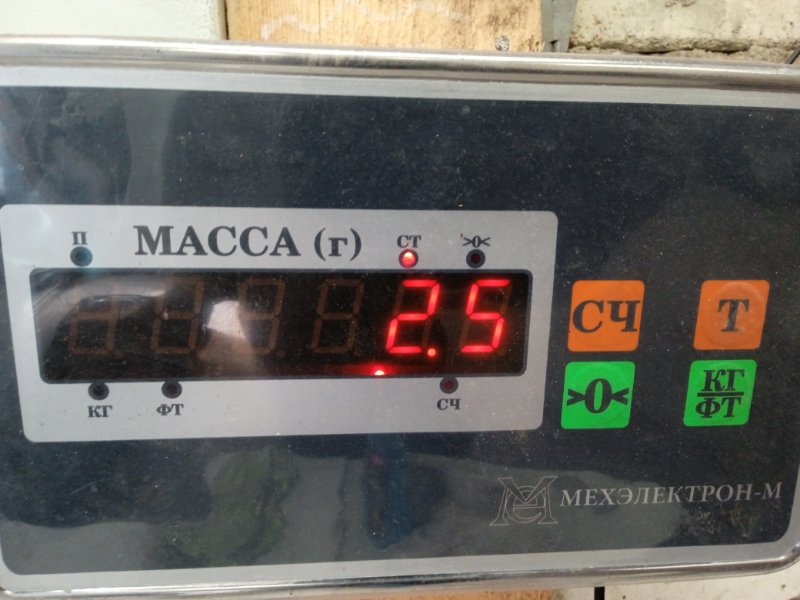 П МАССА (г) СТ >0<
2.5
КГ ФТ СЧ
СЧ Т
>0< КГ/ФТ
МЕХЭЛЕКТРОН-М